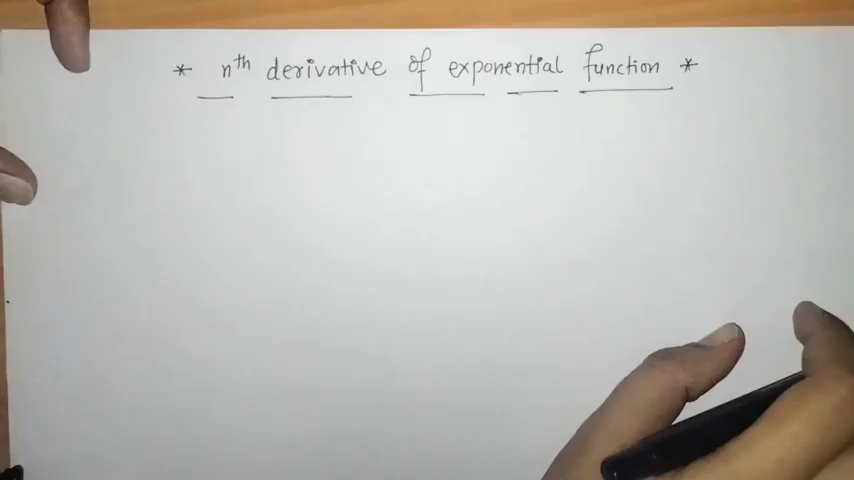 * nth derivative of exponential function *